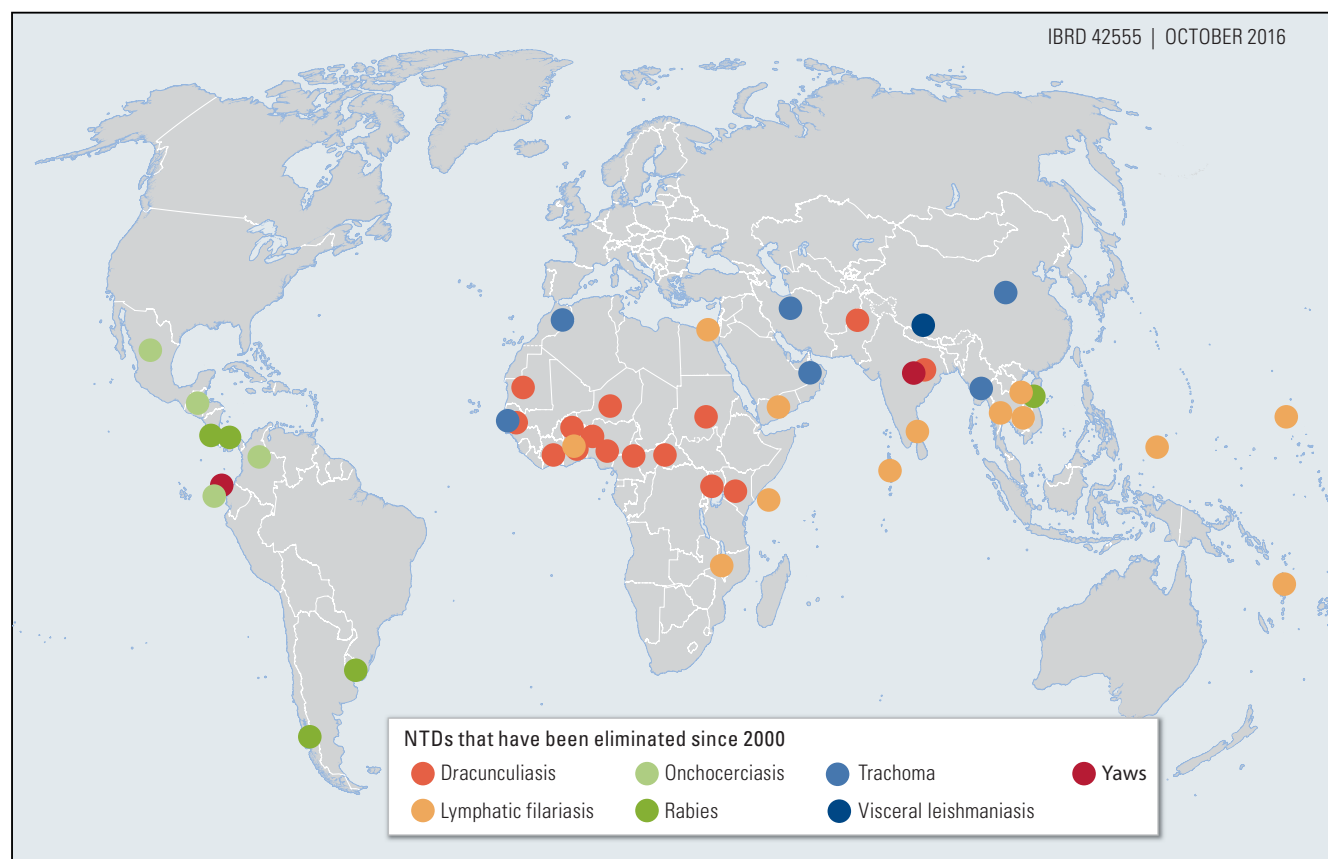 IBRD 42555 | OCTOBER 2016
NTDs that have been eliminated since 2000
Dracunculiasis
Onchocerciasis
Trachoma
Yaws
Lymphatic filariasis
Rabies
Visceral leishmaniasis